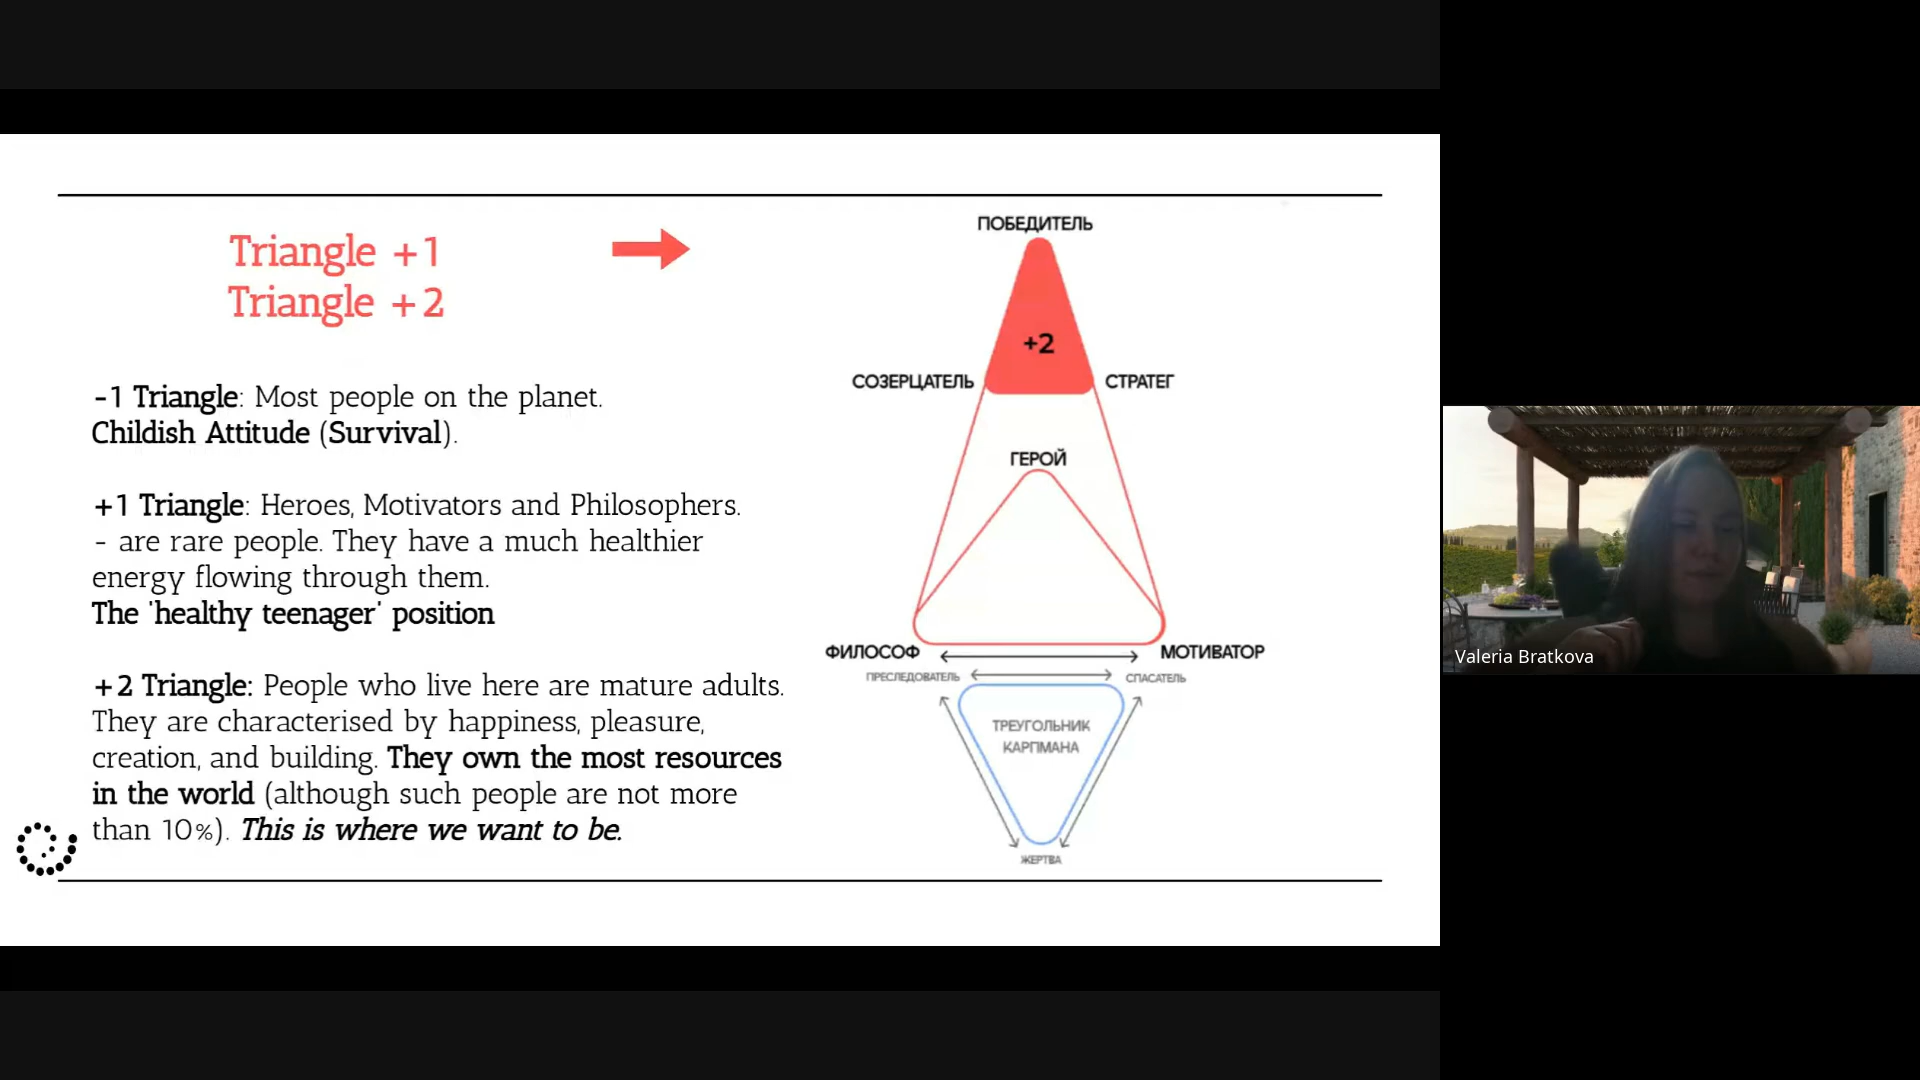 Triangle +1
Triangle +2
-1 Triangle: Most people on the planet.
Childish Attitude (Survival).
+1 Triangle: Heroes, Motivators and Philosophers.
- are rare people. They have a much healthier
energy flowing through them.
The 'healthy teenager' position
+2 Triangle: People who live here are mature adults.
They are characterised by happiness, pleasure,
creation, and building. They own the most resources
in the world (although such people are not more
than 10%). This is where we want to be.
ПОБЕДИТЕЛЬ
+2
СОЗЕРЦАТЕЛЬ
СТРАТЕГ
ГЕРОЙ
ФИЛОСОФ
МОТИВАТОР
ПРЕСЛЕДОВАТЕЛЬ
СПАСАТЕЛЬ
ТРЕУГОЛЬНИК
КАРПМАНА
ЖЕРТВА
Valeria Bratkova